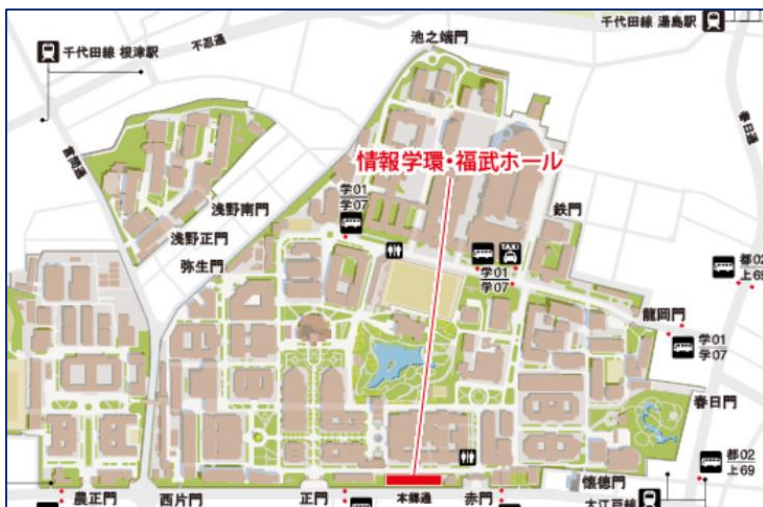 千代田線 根津駅
不忍通
池之端門
千代田線 湯島駅
春日通
言問通
情報学環・福武ホール
学01
学07
浅野南門
浅野正門
弥生門
鉄門
TAXI
学01
学07
都02
上69
龍岡門
学01
学07
春日門
都02
上69
農正門
西片門
正門
本郷通
赤門
懐徳門
大江戸線